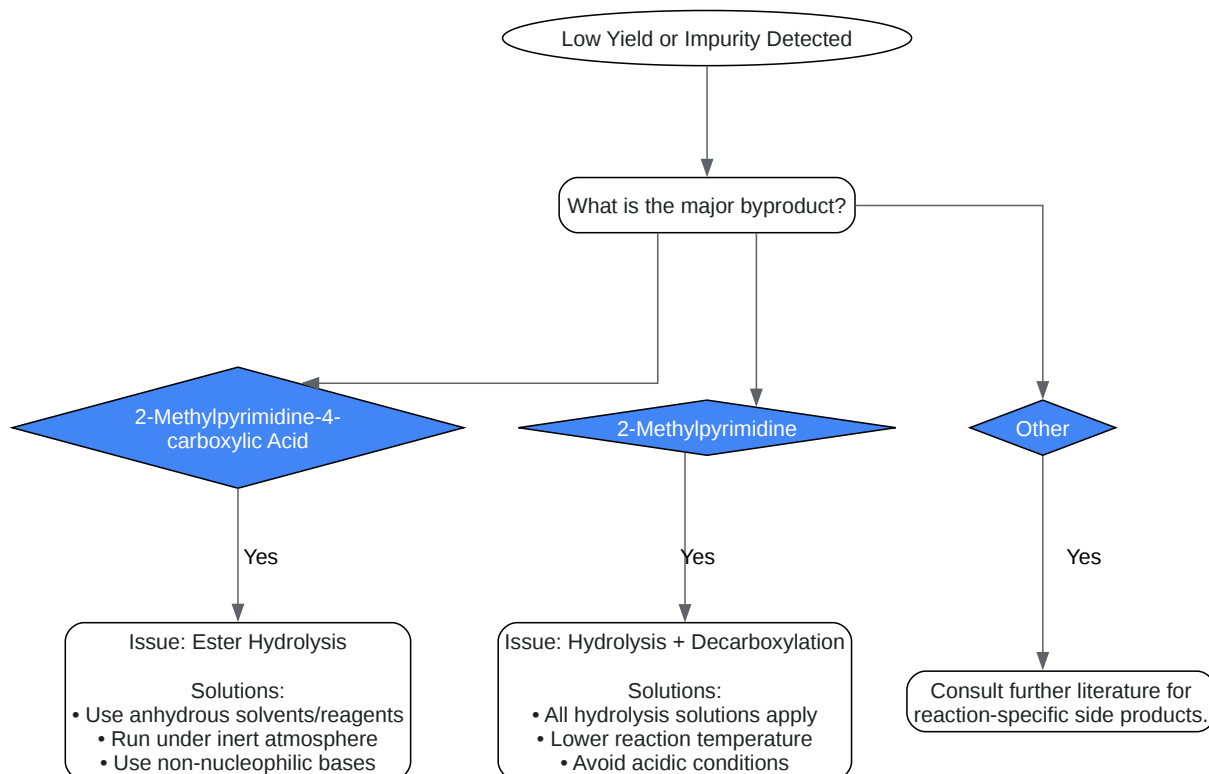 Low Yield or Impurity Detected
What is the major byproduct?
2-Methylpyrimidine-4-
carboxylic Acid
2-Methylpyrimidine
Other
Yes
Yes
Yes
Issue: Ester Hydrolysis
Solutions:
• Use anhydrous solvents/reagents
• Run under inert atmosphere
• Use non-nucleophilic bases
Issue: Hydrolysis + Decarboxylation
Solutions:
• All hydrolysis solutions apply
• Lower reaction temperature
• Avoid acidic conditions
Consult further literature for
reaction-specific side products.